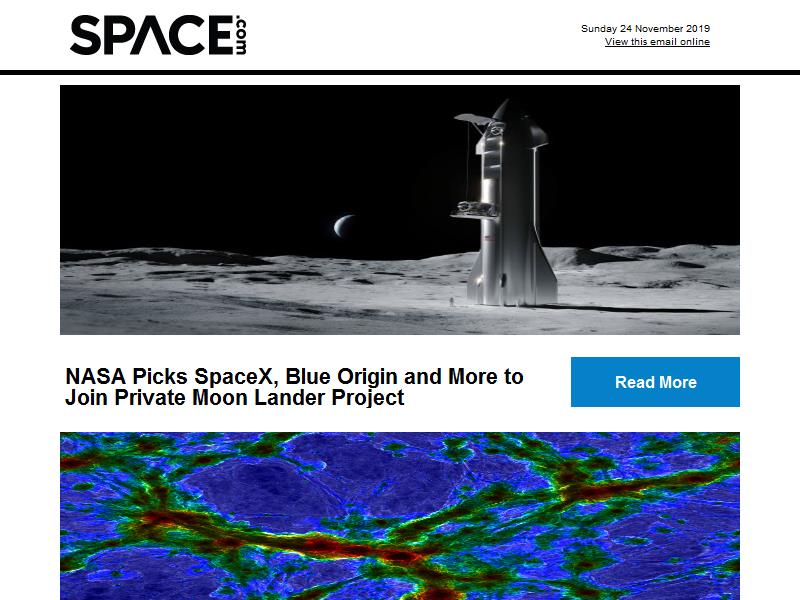 SPACE.com
Sunday 24 November 2019
View this email online
NASA Picks SpaceX, Blue Origin and More to
Join Private Moon Lander Project
Read More